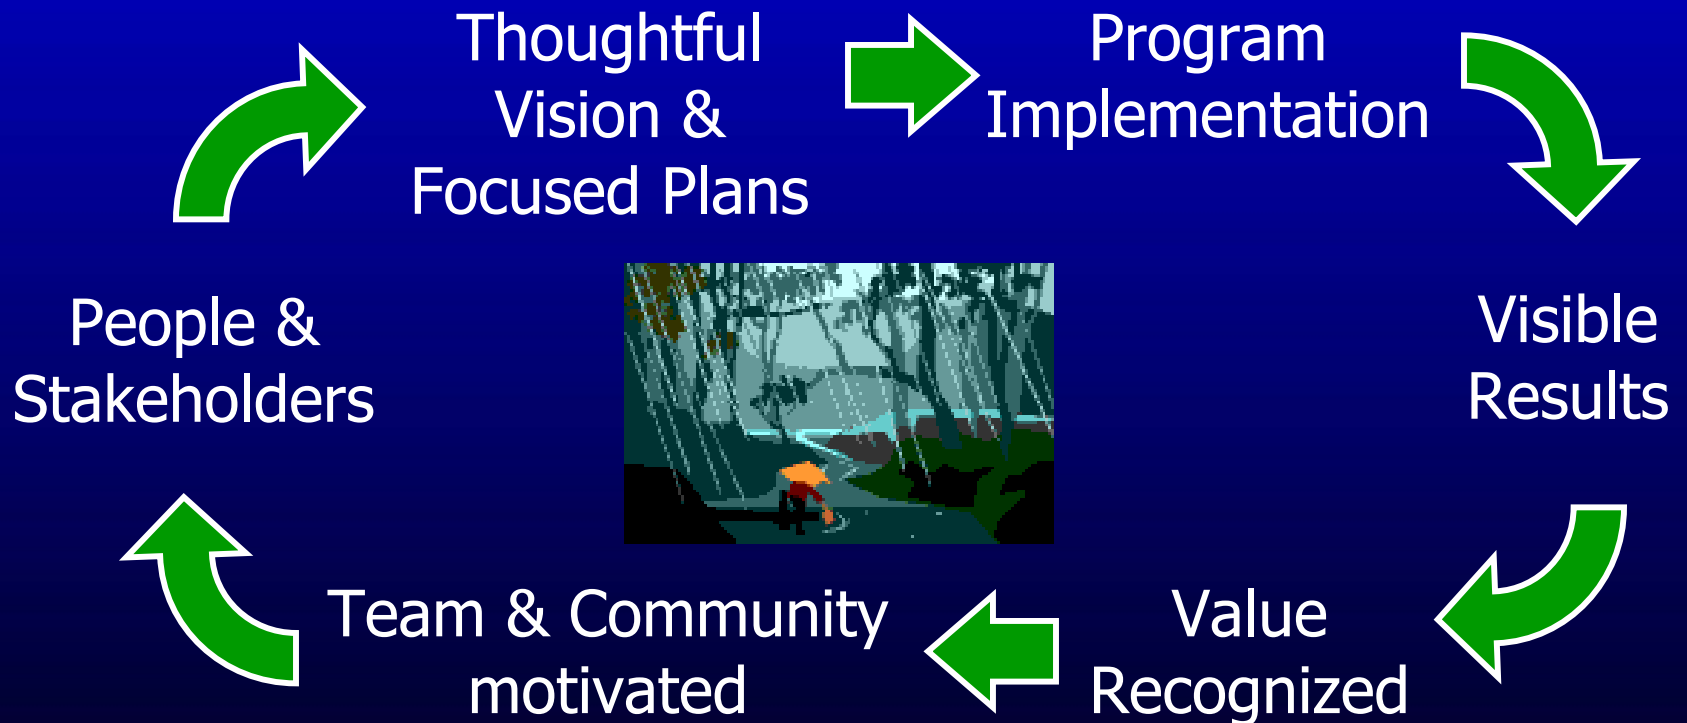 Thoughtful
Vision &
Focused Plans
Program
Implementation
Visible
Results
Value
Recognized
Team & Community
motivated
People &
Stakeholders